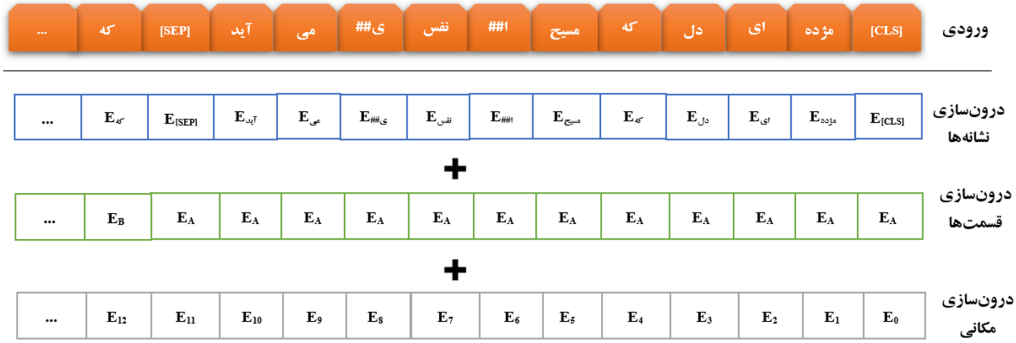 ورودی [CLS] مژده ای دل که مسیح ##ا نفس ##ی می آید [SEP] که ...
درون‌سازی نشانه‌ها E[CLS] Eمژده Eای Eدل Eکه Eمسیح E##ا Eنفس E##ی Eمی Eآید E[SEP] Eکه ...
+
درون‌سازی قسمت‌ها EA EA EA EA EA EA EA EA EA EA EA EA EB ...
+
درون‌سازی مکانی E0 E1 E2 E3 E4 E5 E6 E7 E8 E9 E10 E11 E12 ...